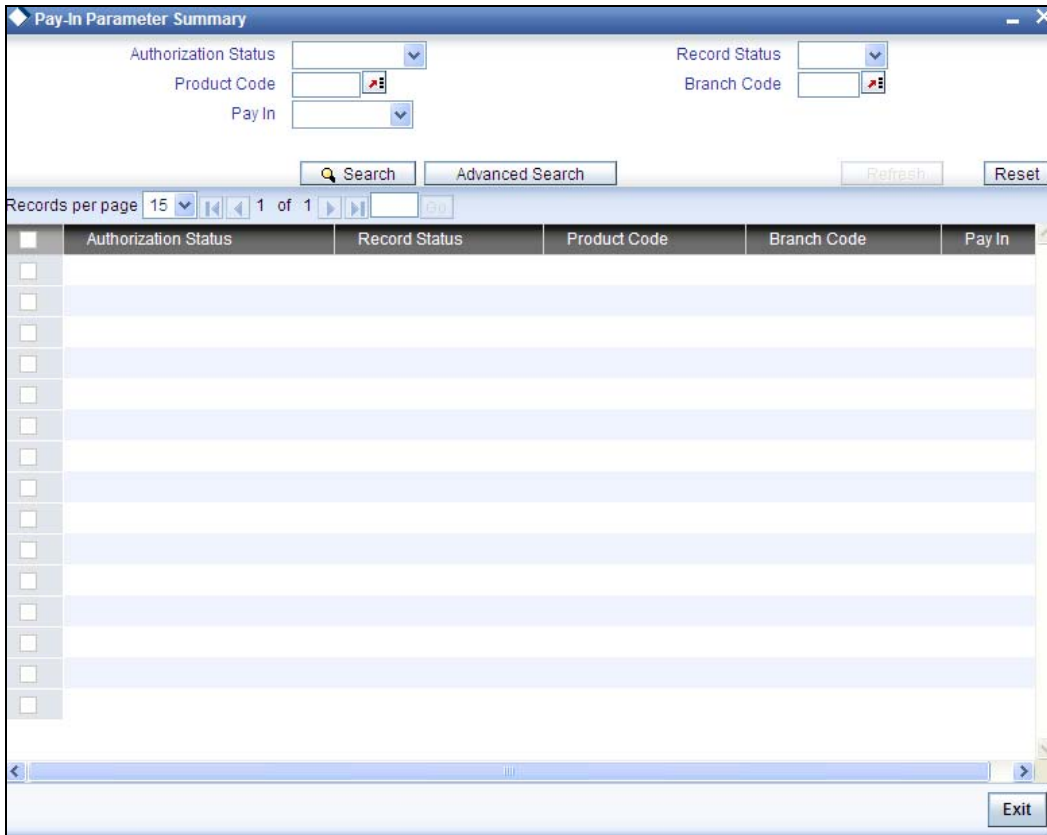 Pay-In Parameter Summary
Authorization Status Record Status
Product Code Branch Code
Pay In
Search Advanced Search Refresh Reset
Records per page 15 1 of 1 Go
Authorization Status Record Status Product Code Branch Code Pay In
Exit